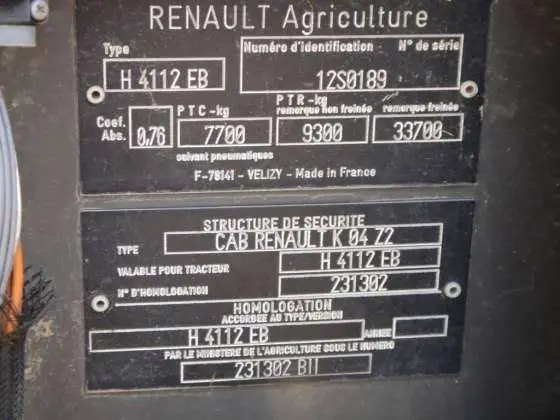 RENAULT Agriculture
Type Numéro d'identification N° de série
H 4112 EB 12S0189
Coef. Abs. 0,76 PTC-kg 7700 PTR-kg remorque non freinée 9300 remorque freinée 33700
suivant pneumatiques
F-78141 - VELIZY - Made in France
STRUCTURE DE SECURITE
TYPE CAB RENAULT K 04 Z2
VALABLE POUR TRACTEUR H 4112 EB
N° D'HOMOLOGATION 231302
HOMOLOGATION
ACCORDEE AU TYPE/VERSION
H 4112 EB ANNEE
PAR LE MINISTERE DE L'AGRICULTURE SOUS LE NUMERO
231302 B11